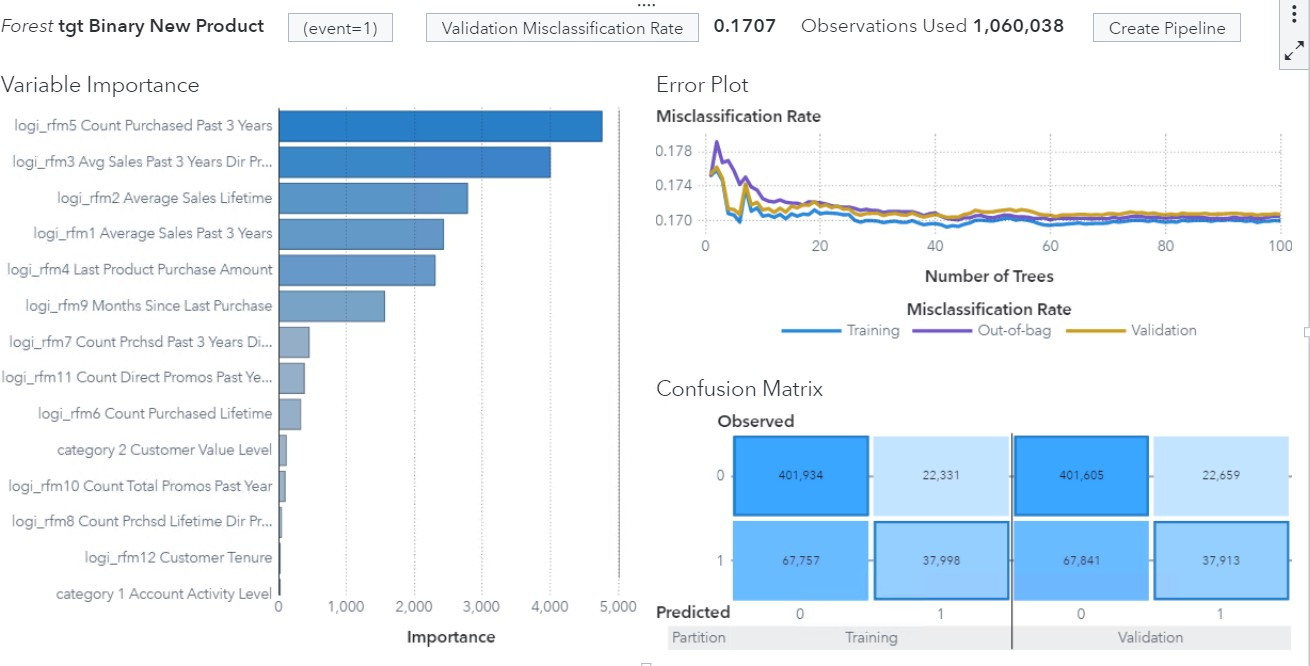 Forest tgt Binary New Product (event=1) Validation Misclassification Rate 0.1707 Observations Used 1,060,038 Create Pipeline
Variable Importance
logi_rfm5 Count Purchased Past 3 Years
logi_rfm3 Avg Sales Past 3 Years Dir Pr...
logi_rfm2 Average Sales Lifetime
logi_rfm1 Average Sales Past 3 Years
logi_rfm4 Last Product Purchase Amount
logi_rfm9 Months Since Last Purchase
logi_rfm7 Count Prchsd Past 3 Years Di...
logi_rfm11 Count Direct Promos Past Ye...
logi_rfm6 Count Purchased Lifetime
category 2 Customer Value Level
logi_rfm10 Count Total Promos Past Year
logi_rfm8 Count Prchsd Lifetime Dir Pr...
logi_rfm12 Customer Tenure
category 1 Account Activity Level
0 1,000 2,000 3,000 4,000 5,000
Importance
Error Plot
Misclassification Rate
0.178
0.174
0.170
0 20 40 60 80 100
Number of Trees
Misclassification Rate
Training Out-of-bag Validation
Confusion Matrix
Observed
0 401,934 22,331 401,605 22,659
1 67,757 37,998 67,841 37,913
Predicted 0 1 0 1
Partition Training Validation